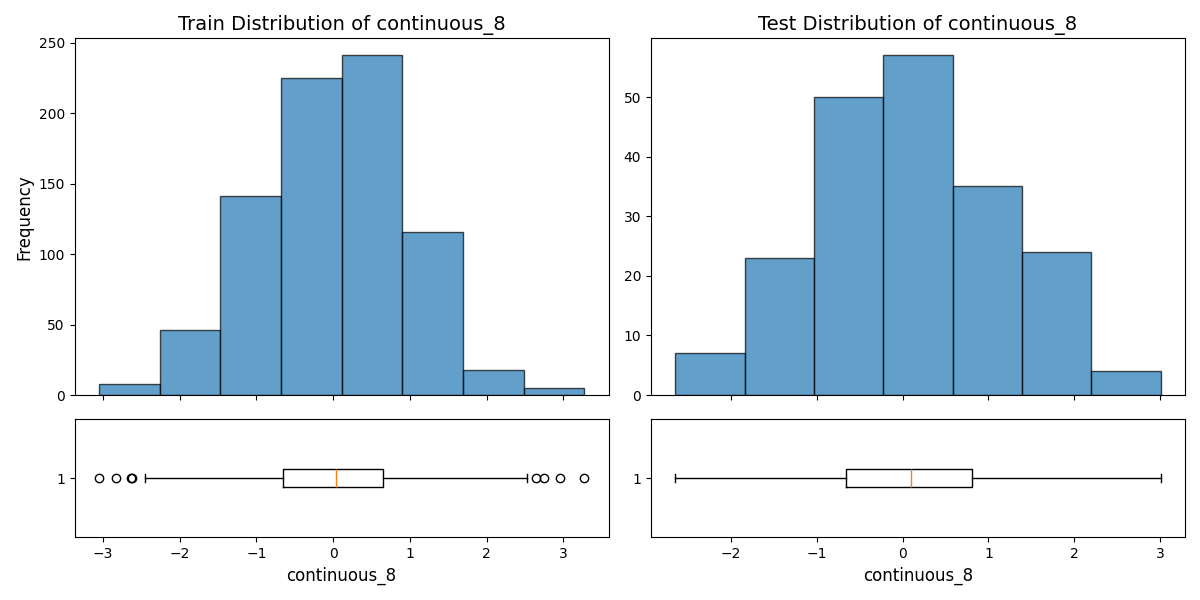 Train Distribution of continuous_8
Test Distribution of continuous_8
Frequency
250
200
150
100
50
0
50
40
30
20
10
0
1
1
−3 −2 −1 0 1 2 3
−2 −1 0 1 2 3
continuous_8
continuous_8